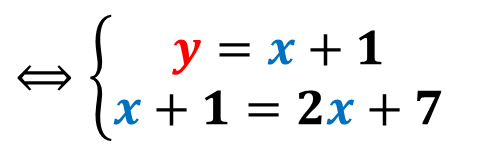 ⇔ { y = x + 1
x + 1 = 2x + 7